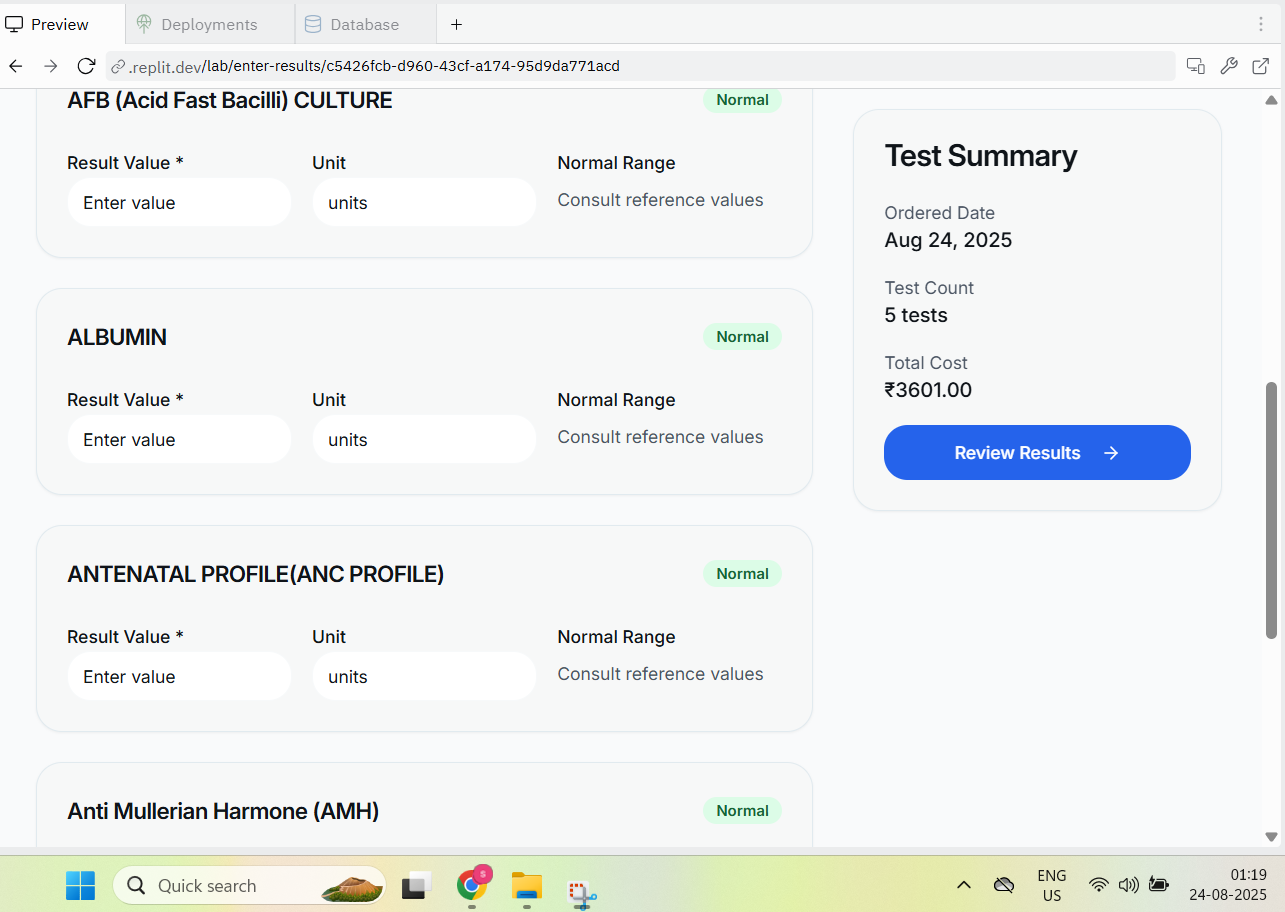 Preview
Deployments
Database
.replit.dev/lab/enter-results/c5426fcb-d960-43cf-a174-95d9da771acd
AFB (Acid Fast Bacilli) CULTURE
Normal
Result Value *
Unit
Normal Range
Enter value
units
Consult reference values
ALBUMIN
Normal
Result Value *
Unit
Normal Range
Enter value
units
Consult reference values
ANTENATAL PROFILE(ANC PROFILE)
Normal
Result Value *
Unit
Normal Range
Enter value
units
Consult reference values
Anti Mullerian Harmone (AMH)
Normal
Test Summary
Ordered Date
Aug 24, 2025
Test Count
5 tests
Total Cost
₹3601.00
Review Results
Quick search
S
ENG
US
01:19
24-08-2025